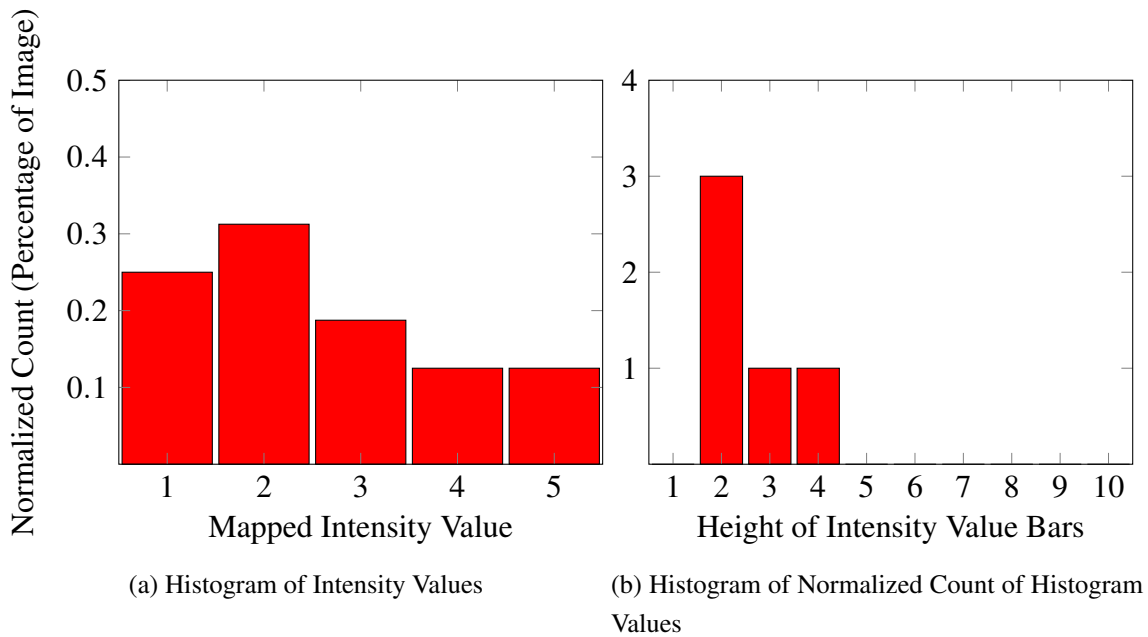 Normalized Count (Percentage of Image)
0.5
0.4
0.3
0.2
0.1
1 2 3 4 5
Mapped Intensity Value
(a) Histogram of Intensity Values
4
3
2
1
1 2 3 4 5 6 7 8 9 10
Height of Intensity Value Bars
(b) Histogram of Normalized Count of Histogram
Values